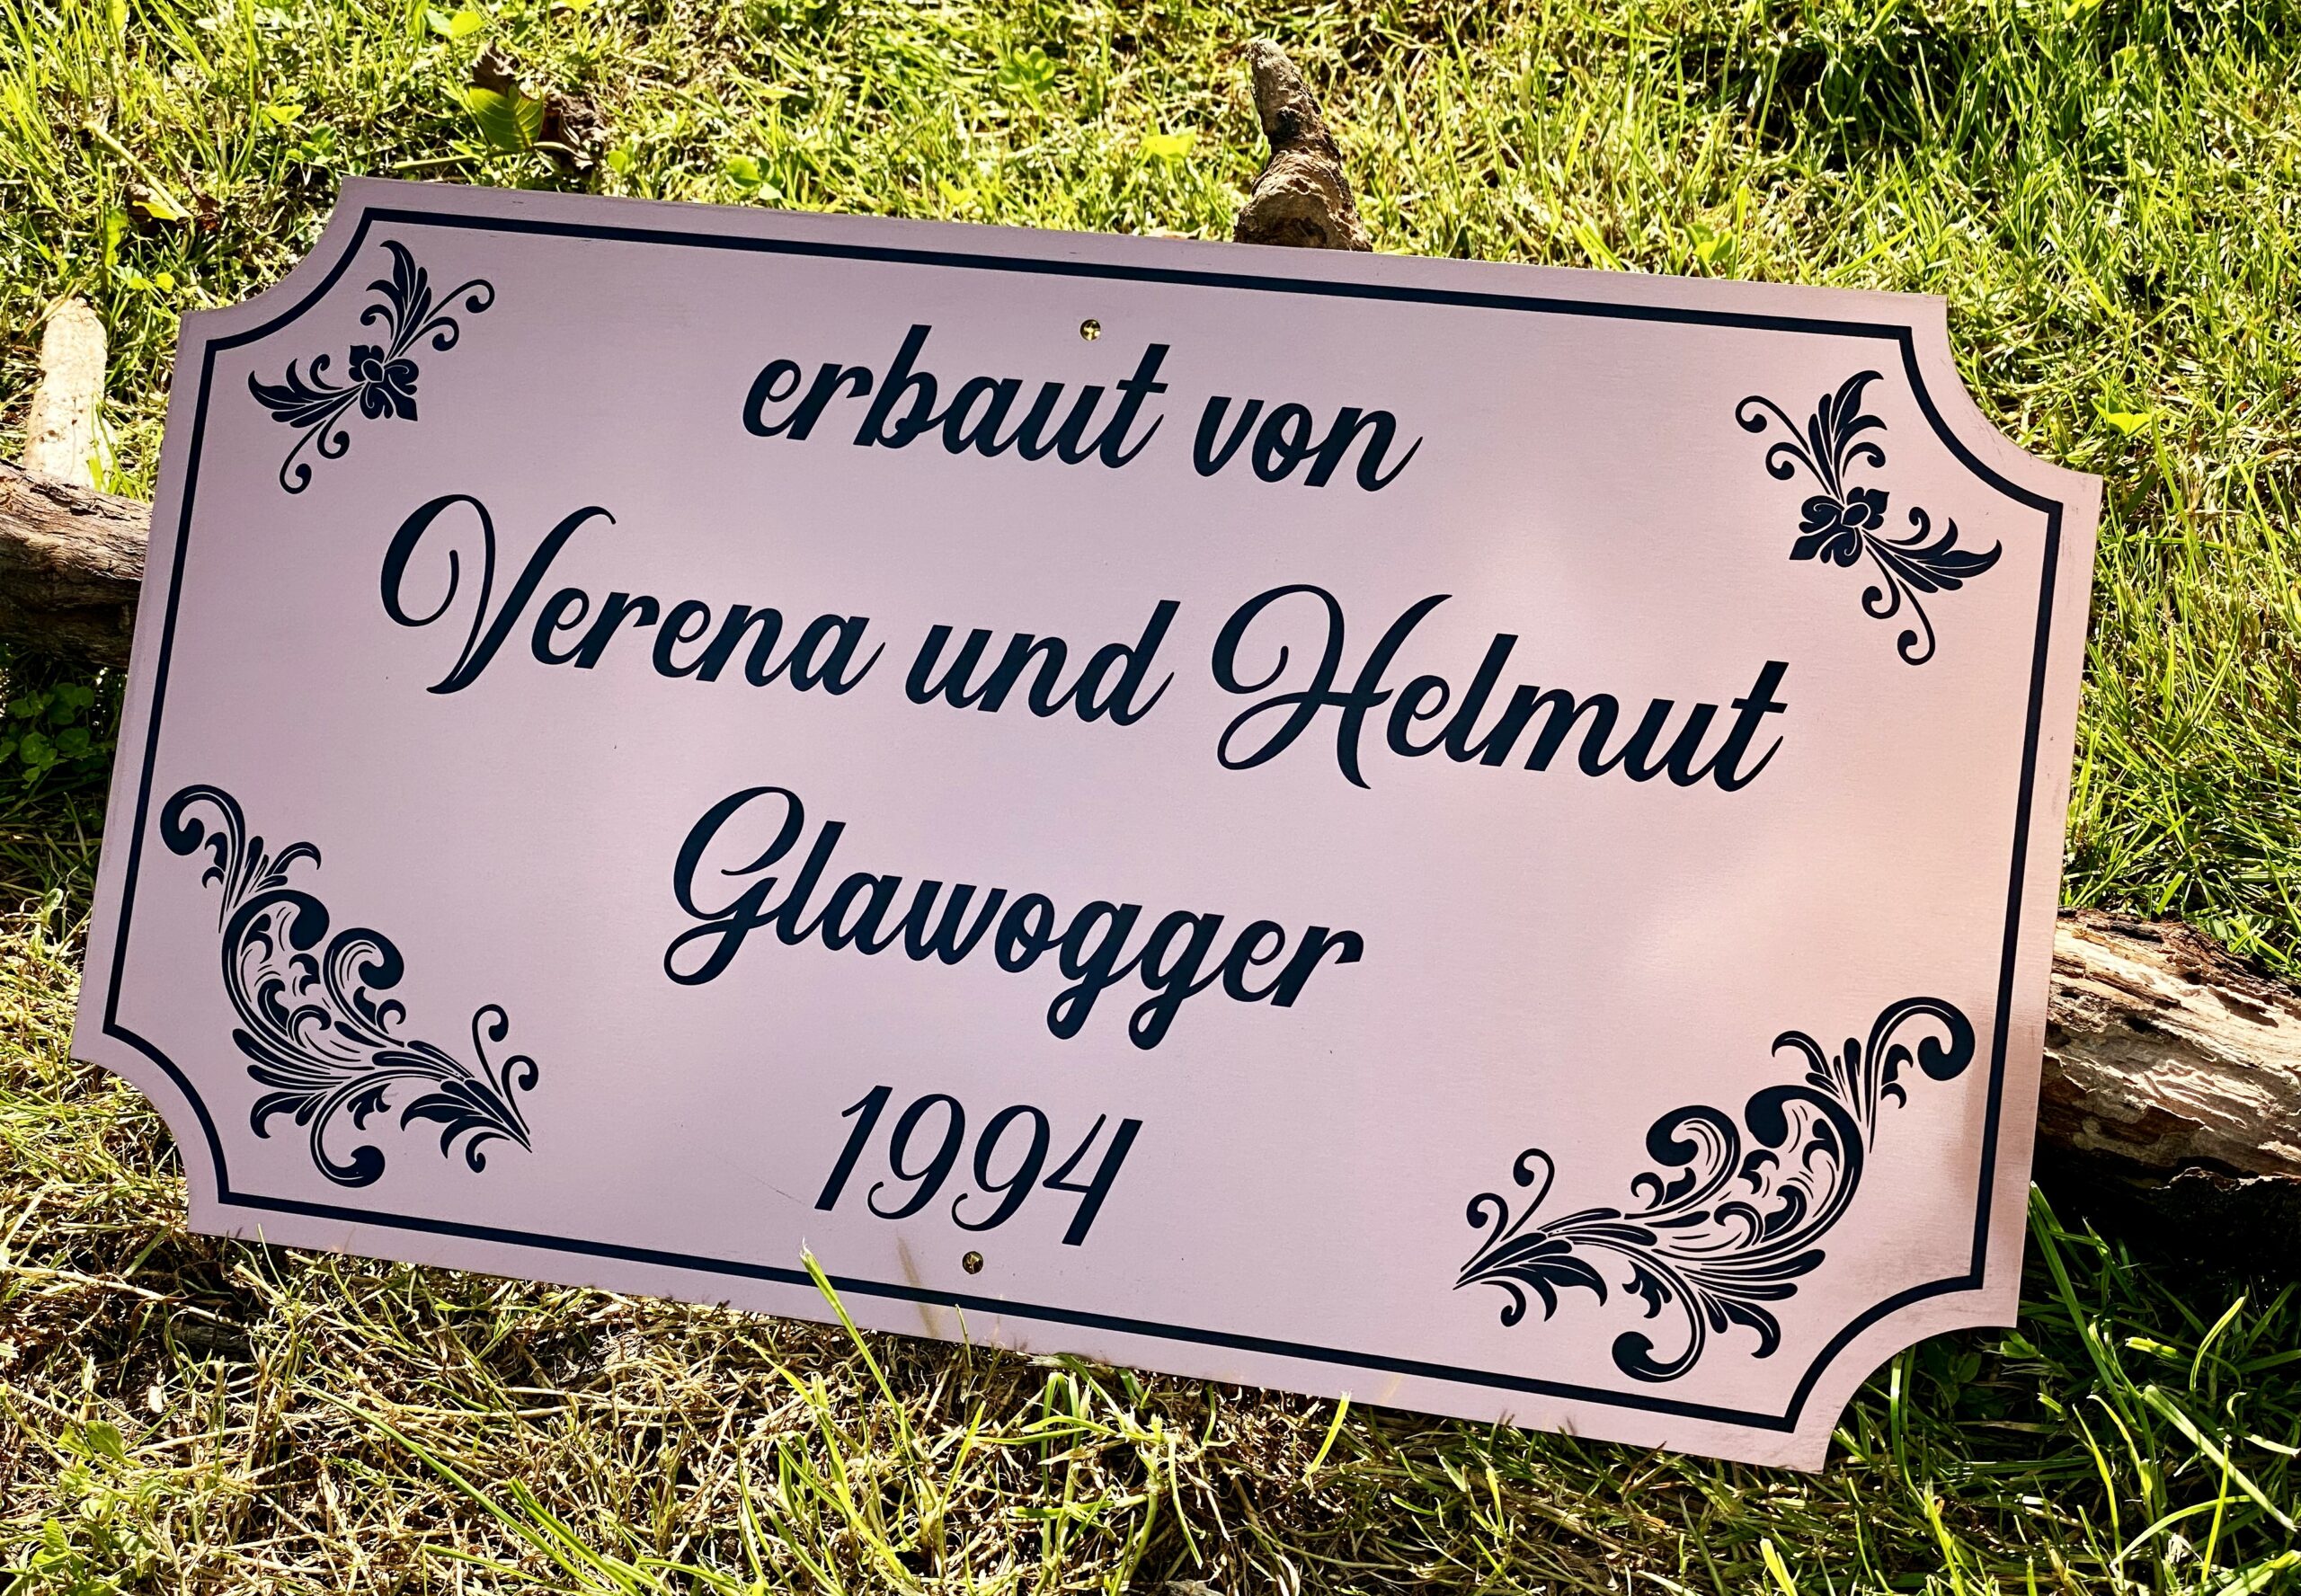 erbaut von
Verena und Helmut
Glawogger
1994